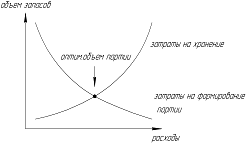 объем запасов
затраты на хранение
оптим объем партии
затраты на формирование
партии
расходы